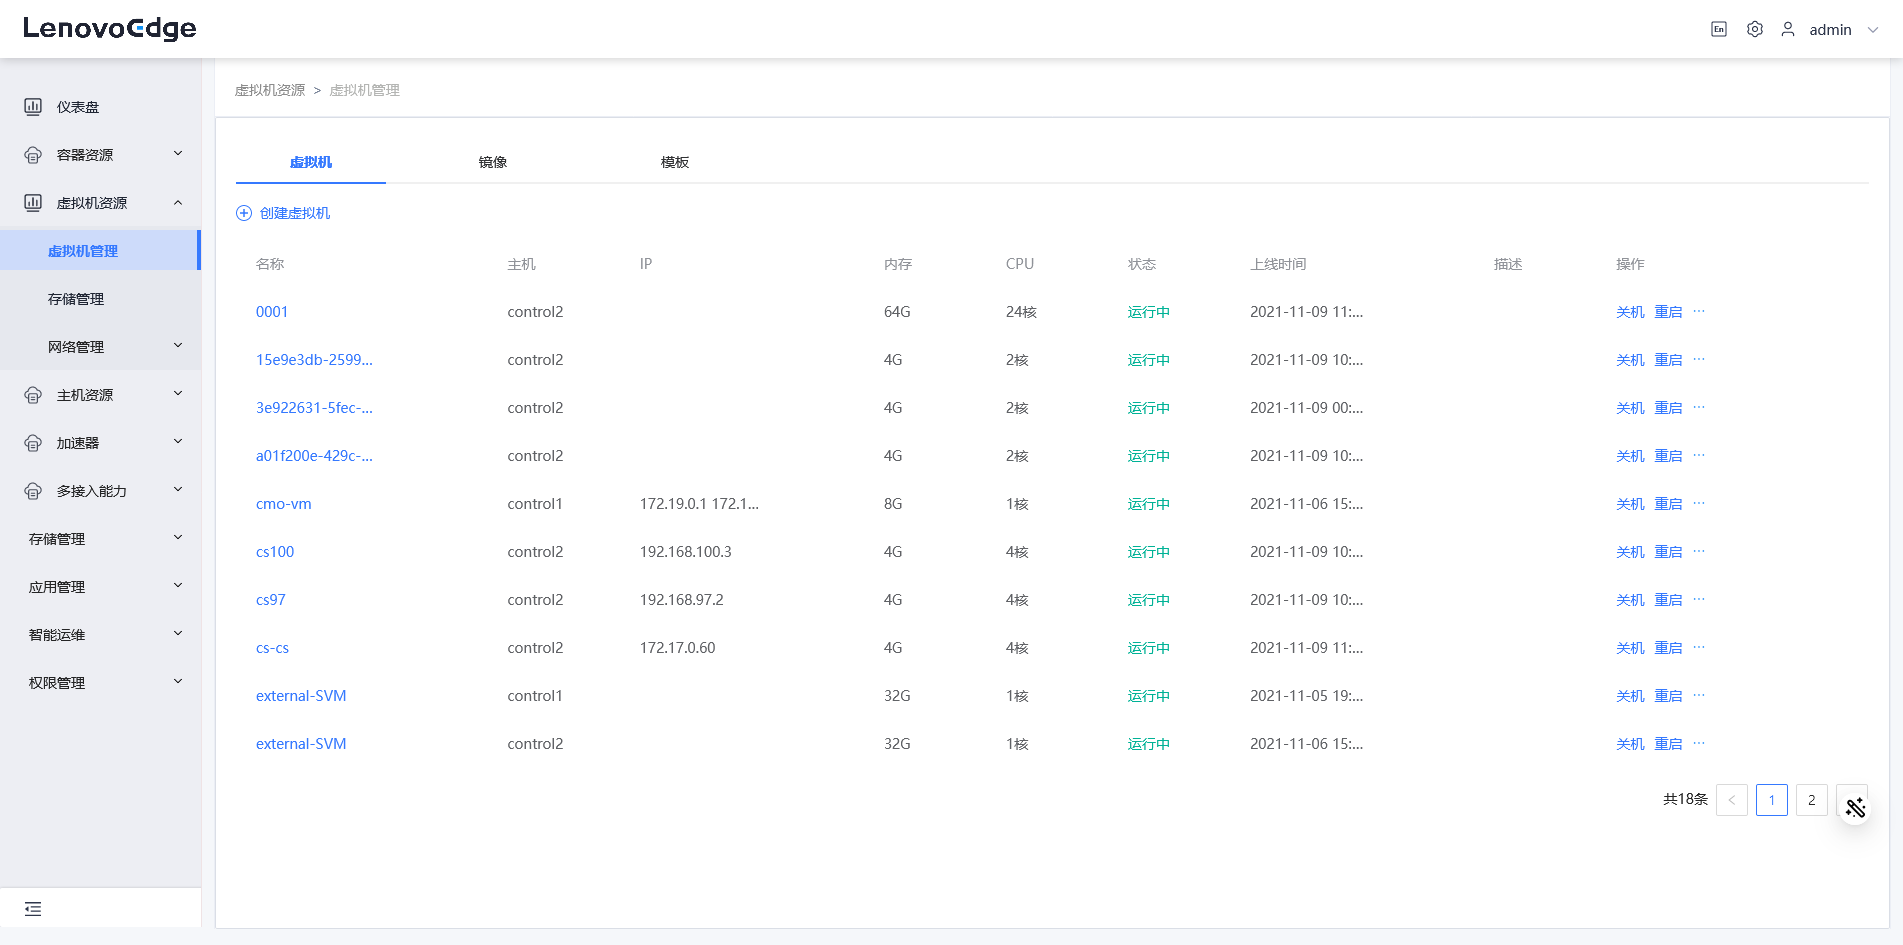 LenovoEdge
En admin
虚拟机资源 > 虚拟机管理
仪表盘
容器资源
虚拟机资源
虚拟机管理
存储管理
网络管理
主机资源
加速器
多接入能力
存储管理
应用管理
智能运维
权限管理
虚拟机 镜像 模板
创建虚拟机
名称 主机 IP 内存 CPU 状态 上线时间 描述 操作
0001 control2 64G 24核 运行中 2021-11-09 11:... 关机 重启 ···
15e9e3db-2599... control2 4G 2核 运行中 2021-11-09 10:... 关机 重启 ···
3e922631-5fec-... control2 4G 2核 运行中 2021-11-09 00:... 关机 重启 ···
a01f200e-429c-... control2 4G 2核 运行中 2021-11-09 10:... 关机 重启 ···
cmo-vm control1 172.19.0.1 172.1... 8G 1核 运行中 2021-11-06 15:... 关机 重启 ···
cs100 control2 192.168.100.3 4G 4核 运行中 2021-11-09 10:... 关机 重启 ···
cs97 control2 192.168.97.2 4G 4核 运行中 2021-11-09 10:... 关机 重启 ···
cs-cs control2 172.17.0.60 4G 4核 运行中 2021-11-09 11:... 关机 重启 ···
external-SVM control1 32G 1核 运行中 2021-11-05 19:... 关机 重启 ···
external-SVM control2 32G 1核 运行中 2021-11-06 15:... 关机 重启 ···
共18条 < 1 2